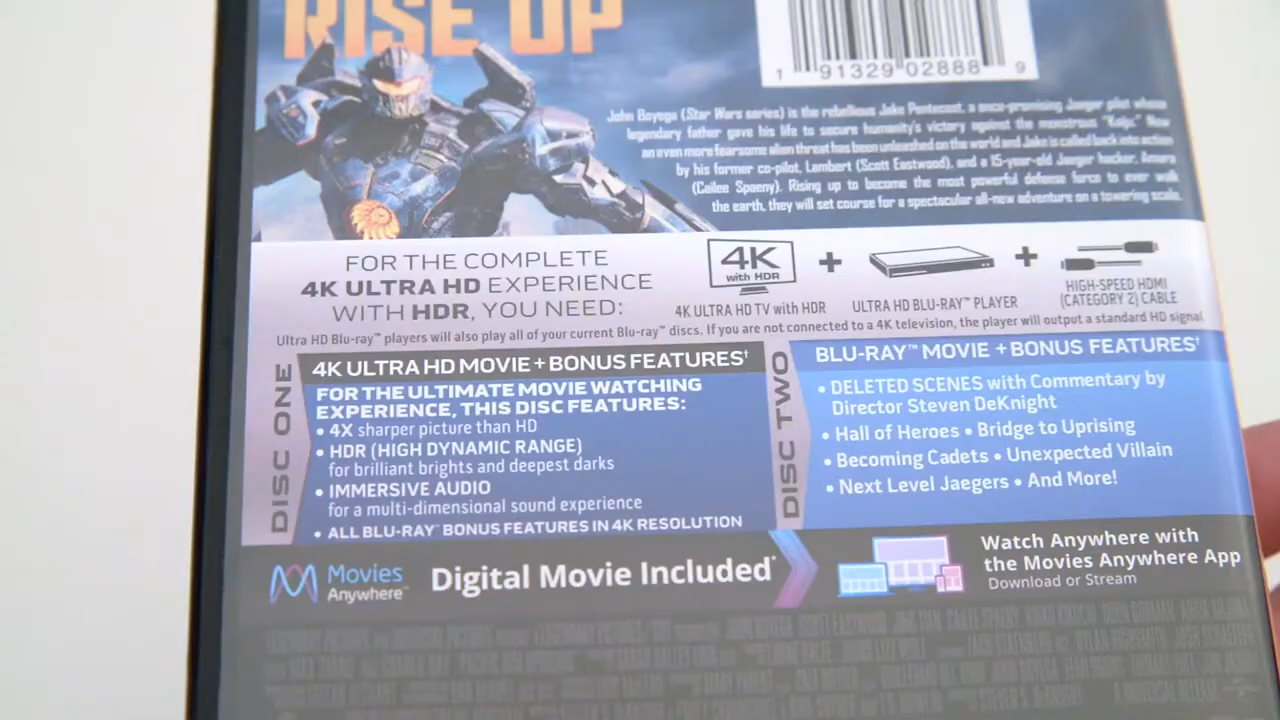 RISE UP
1 91329 02888 9
John Boyega (Star Wars series) is the rebellious Jake Pentecost, a once-promising Jaeger pilot whose
legendary father gave his life to secure humanity's victory against the monstrous "Kaiju." Now
an even more fearsome alien threat has been unleashed on the world and Jake is called back into action
by his former co-pilot, Lambert (Scott Eastwood), and a 15-year-old Jaeger hacker, Amara
(Cailee Spaeny). Rising up to become the most powerful defense force to ever walk
the earth, they will set course for a spectacular all-new adventure on a towering scale.
FOR THE COMPLETE
4K ULTRA HD EXPERIENCE
WITH HDR, YOU NEED:
4K
with HDR
+
+
4K ULTRA HD TV with HDR
ULTRA HD BLU-RAY™ PLAYER
HIGH-SPEED HDMI
(CATEGORY 2) CABLE
Ultra HD Blu-ray™ players will also play all of your current Blu-ray™ discs. If you are not connected to a 4K television, the player will output a standard HD signal.
DISC ONE
4K ULTRA HD MOVIE + BONUS FEATURES†
FOR THE ULTIMATE MOVIE WATCHING
EXPERIENCE, THIS DISC FEATURES:
• 4X sharper picture than HD
• HDR (HIGH DYNAMIC RANGE)
for brilliant brights and deepest darks
• IMMERSIVE AUDIO
for a multi-dimensional sound experience
• ALL BLU-RAY™ BONUS FEATURES IN 4K RESOLUTION
DISC TWO
BLU-RAY™ MOVIE + BONUS FEATURES†
• DELETED SCENES with Commentary by
Director Steven DeKnight
• Hall of Heroes • Bridge to Uprising
• Becoming Cadets • Unexpected Villain
• Next Level Jaegers • And More!
Movies
Anywhere™
Digital Movie Included*
Watch Anywhere with
the Movies Anywhere App
Download or Stream